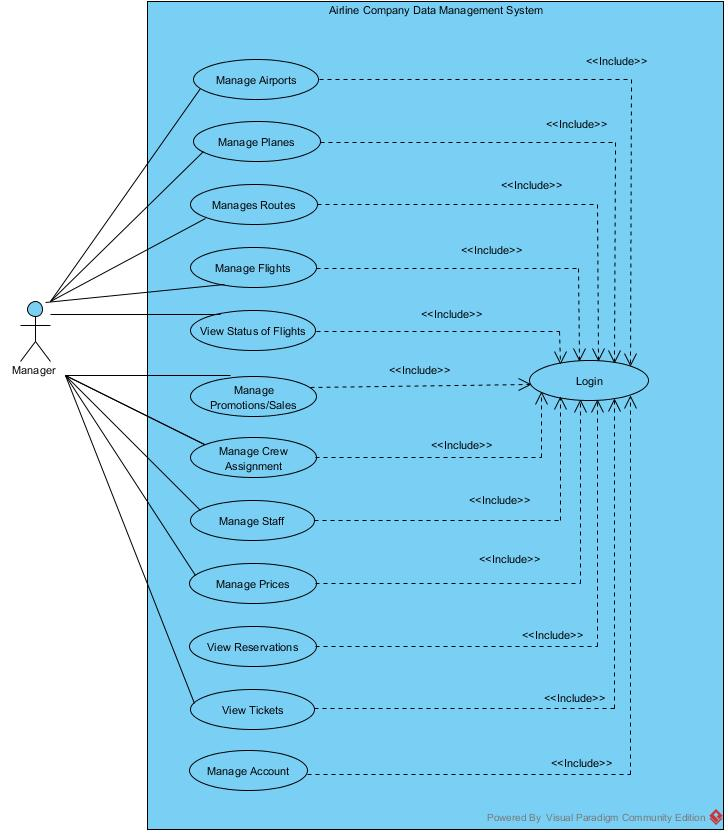 Airline Company Data Management System
<<Include>>
Manage Airports
<<Include>>
Manage Planes
<<Include>>
Manages Routes
<<Include>>
Manage Flights
<<Include>>
View Status of Flights
Manager
<<Include>>
Login
Manage
Promotions/Sales
<<Include>>
Manage Crew
Assignment
<<Include>>
Manage Staff
<<Include>>
Manage Prices
<<Include>>
View Reservations
<<Include>>
View Tickets
<<Include>>
Manage Account
Powered By Visual Paradigm Community Edition